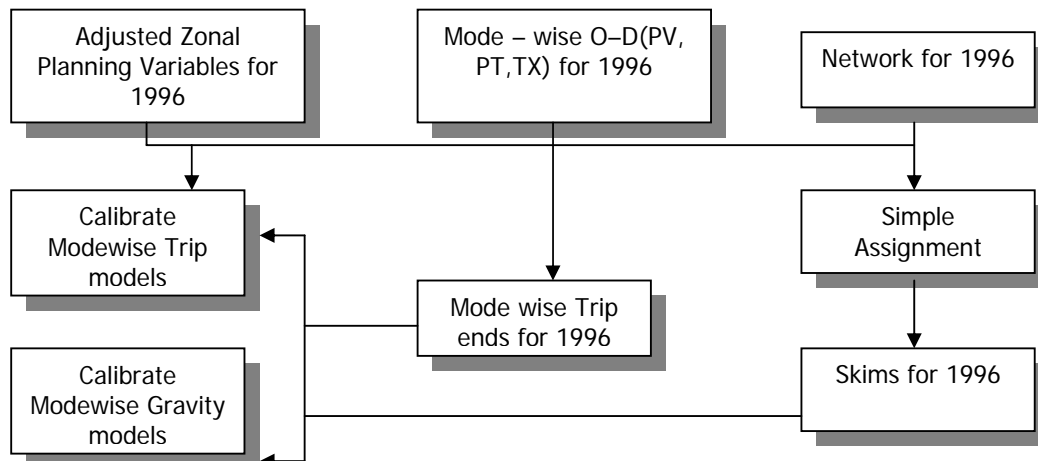 Adjusted Zonal
Planning Variables for
1996
Mode – wise O–D(PV,
PT,TX) for 1996
Network for 1996
Calibrate
Modewise Trip
models
Simple
Assignment
Mode wise Trip
ends for 1996
Calibrate
Modewise Gravity
models
Skims for 1996